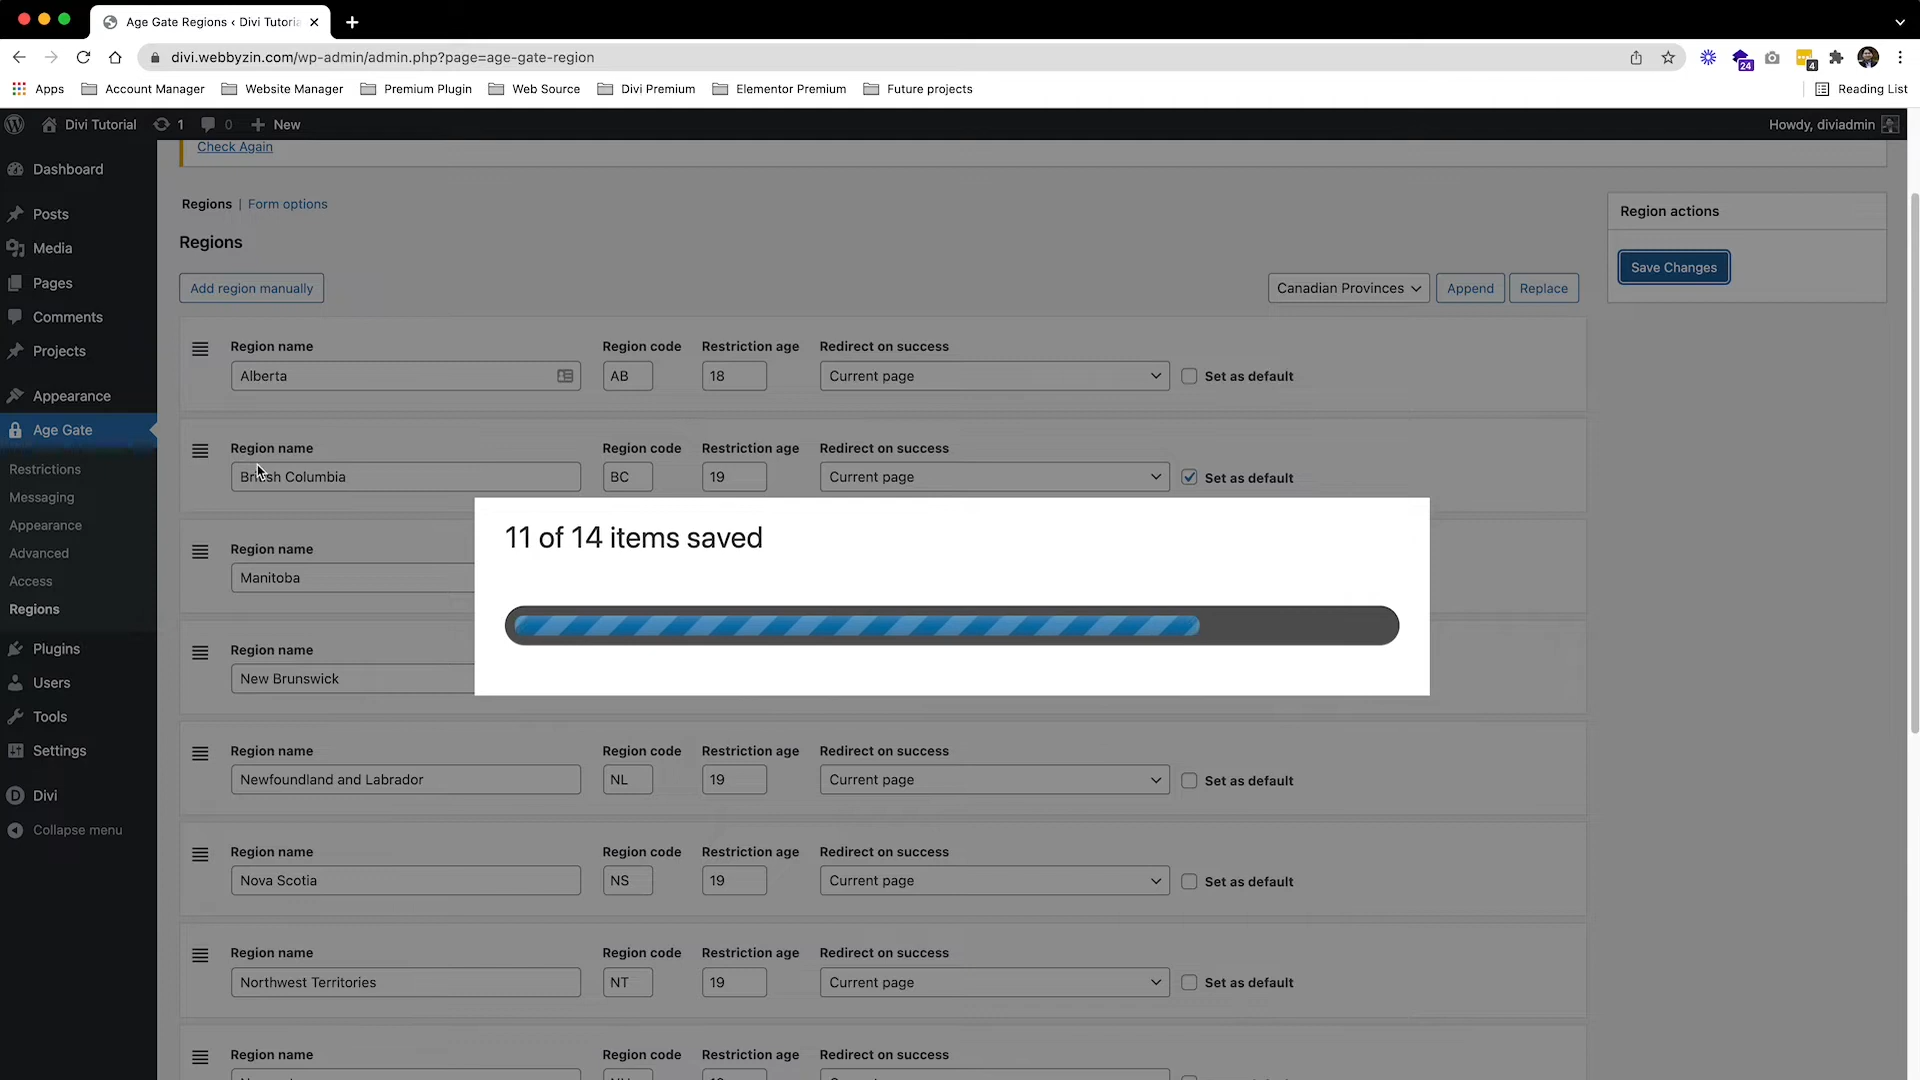 Age Gate Regions ‹ Divi Tutoria
divi.webbyzin.com/wp-admin/admin.php?page=age-gate-region
24
4
Apps Account Manager Website Manager Premium Plugin Web Source Divi Premium Elementor Premium Future projects Reading List
Divi Tutorial 1 0 New Howdy, diviadmin
Check Again
Dashboard
Posts
Media
Pages
Comments
Projects
Appearance
Age Gate
Restrictions
Messaging
Appearance
Advanced
Access
Regions
Plugins
Users
Tools
Settings
Divi
Collapse menu
Regions | Form options
Regions
Add region manually Canadian Provinces Append Replace
Region actions
Save Changes
Region name Region code Restriction age Redirect on success
Alberta AB 18 Current page Set as default
Region name Region code Restriction age Redirect on success
British Columbia BC 19 Current page Set as default
Region name
Manitoba
Region name
New Brunswick
11 of 14 items saved
Region name Region code Restriction age Redirect on success
Newfoundland and Labrador NL 19 Current page Set as default
Region name Region code Restriction age Redirect on success
Nova Scotia NS 19 Current page Set as default
Region name Region code Restriction age Redirect on success
Northwest Territories NT 19 Current page Set as default
Region name Region code Restriction age Redirect on success